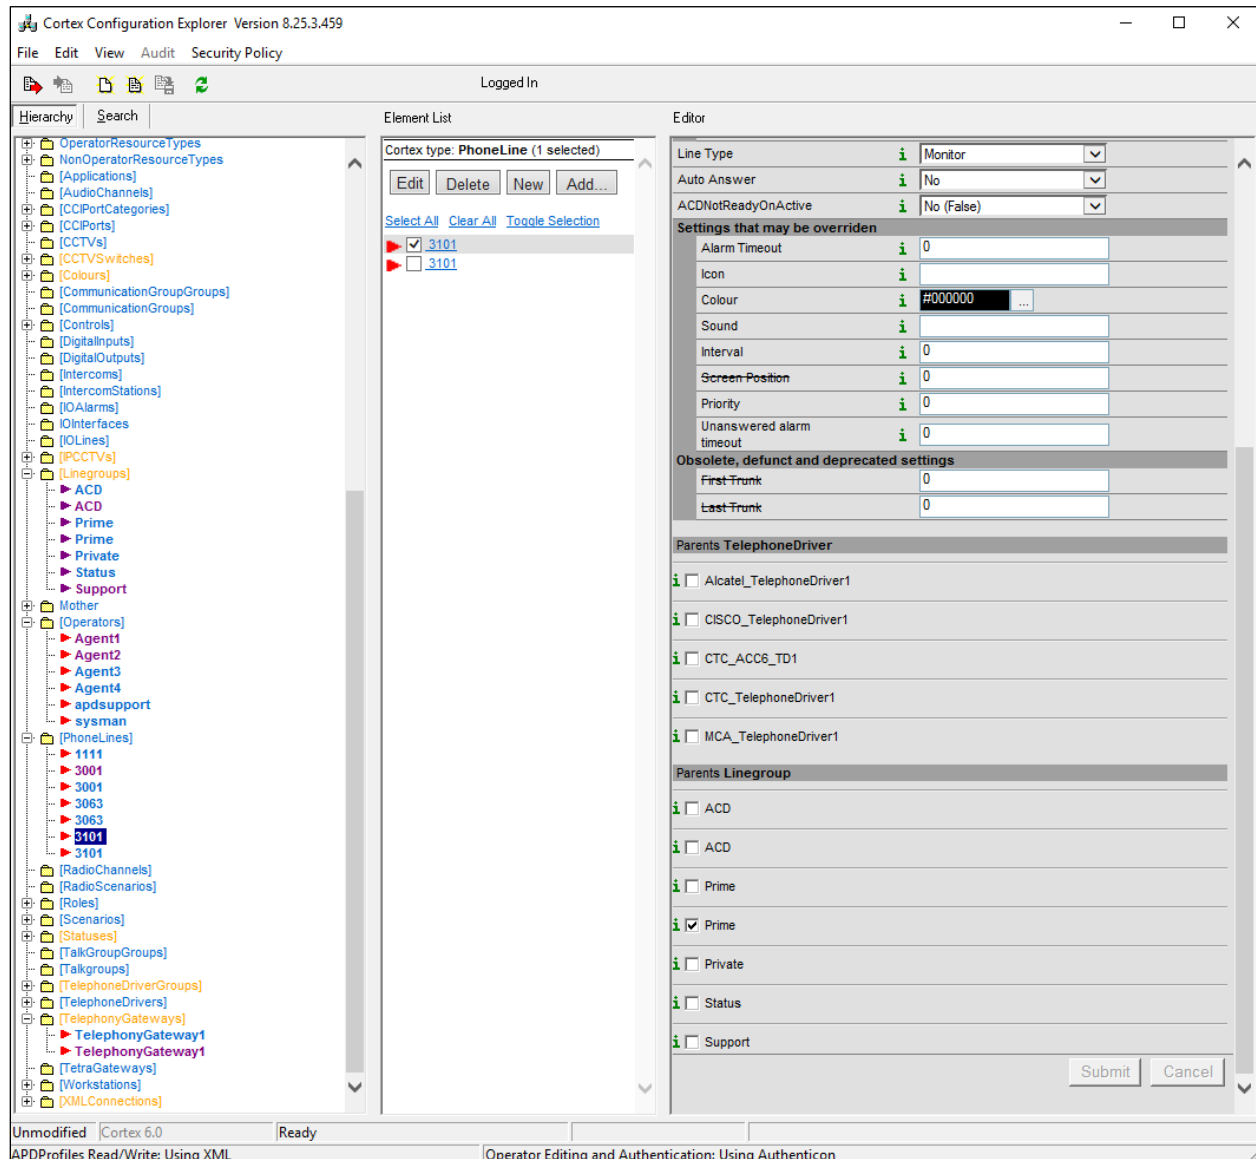 Cortex Configuration Explorer Version 8.25.3.459
File Edit View Audit Security Policy
Logged In
Hierarchy Search
OperatorResourceTypes
NonOperatorResourceTypes
[Applications]
[AudioChannels]
[CCIPortCategories]
[CCIPorts]
[CCTVs]
[CCTVSwitches]
[Colours]
[CommunicationGroupGroups]
[CommunicationGroups]
[Controls]
[DigitalInputs]
[DigitalOutputs]
[Intercoms]
[IntercomStations]
[IOAlarms]
IOInterfaces
[IOLines]
[IPCCTVs]
[Linegroups]
ACD
ACD
Prime
Prime
Private
Status
Support
Mother
[Operators]
Agent1
Agent2
Agent3
Agent4
apdsupport
sysman
[PhoneLines]
1111
3001
3001
3063
3063
3101
3101
[RadioChannels]
[RadioScenarios]
[Roles]
[Scenarios]
[Statuses]
[TalkGroupGroups]
[Talkgroups]
[TelephoneDriverGroups]
[TelephoneDrivers]
[TelephonyGateways]
TelephonyGateway1
TelephonyGateway1
[TetraGateways]
[Workstations]
[XMLConnections]
Element List
Cortex type: PhoneLine (1 selected)
Edit Delete New Add...
Select All Clear All Toggle Selection
3101
3101
Editor
Line Type i Monitor
Auto Answer i No
ACDNotReadyOnActive i No (False)
Settings that may be overriden
Alarm Timeout i 0
Icon i
Colour i #000000 ...
Sound i
Interval i 0
Screen Position i 0
Priority i 0
Unanswered alarm
timeout i 0
Obsolete, defunct and deprecated settings
First Trunk 0
Last Trunk 0
Parents TelephoneDriver
i Alcatel_TelephoneDriver1
i CISCO_TelephoneDriver1
i CTC_ACC6_TD1
i CTC_TelephoneDriver1
i MCA_TelephoneDriver1
Parents Linegroup
i ACD
i ACD
i Prime
i Prime
i Private
i Status
i Support
Submit Cancel
Unmodified Cortex 6.0 Ready
APDProfiles Read/Write: Using XML Operator Editing and Authentication: Using Authenticon